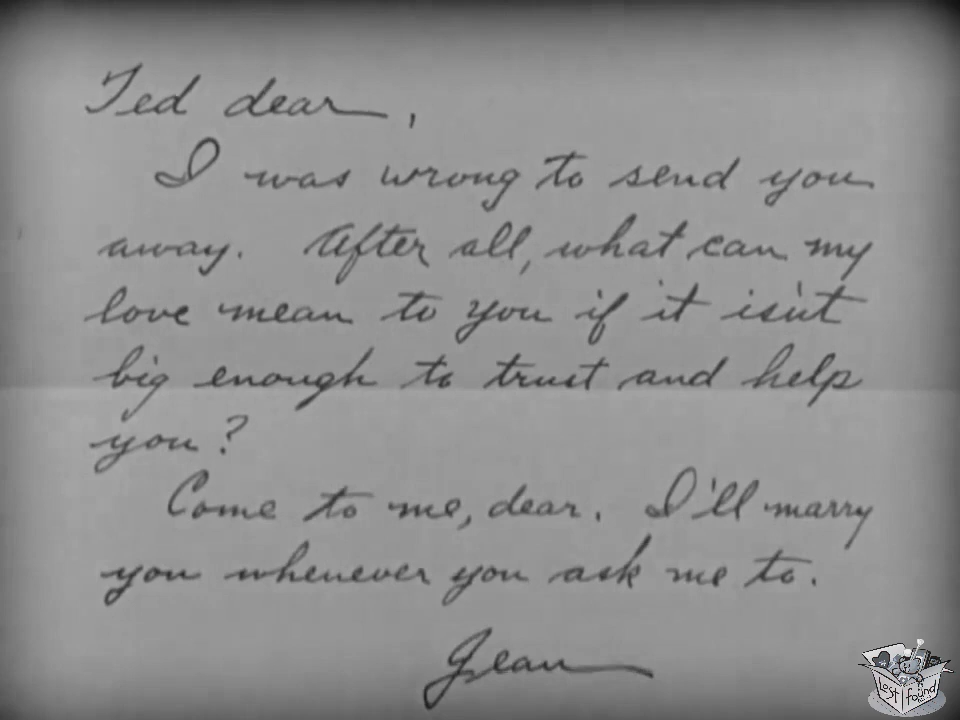 Ted dear,
I was wrong to send you
away. After all, what can my
love mean to you if it isn't
big enough to trust and help
you?
Come to me, dear. I'll marry
you whenever you ask me to.
Jean
Lost Found